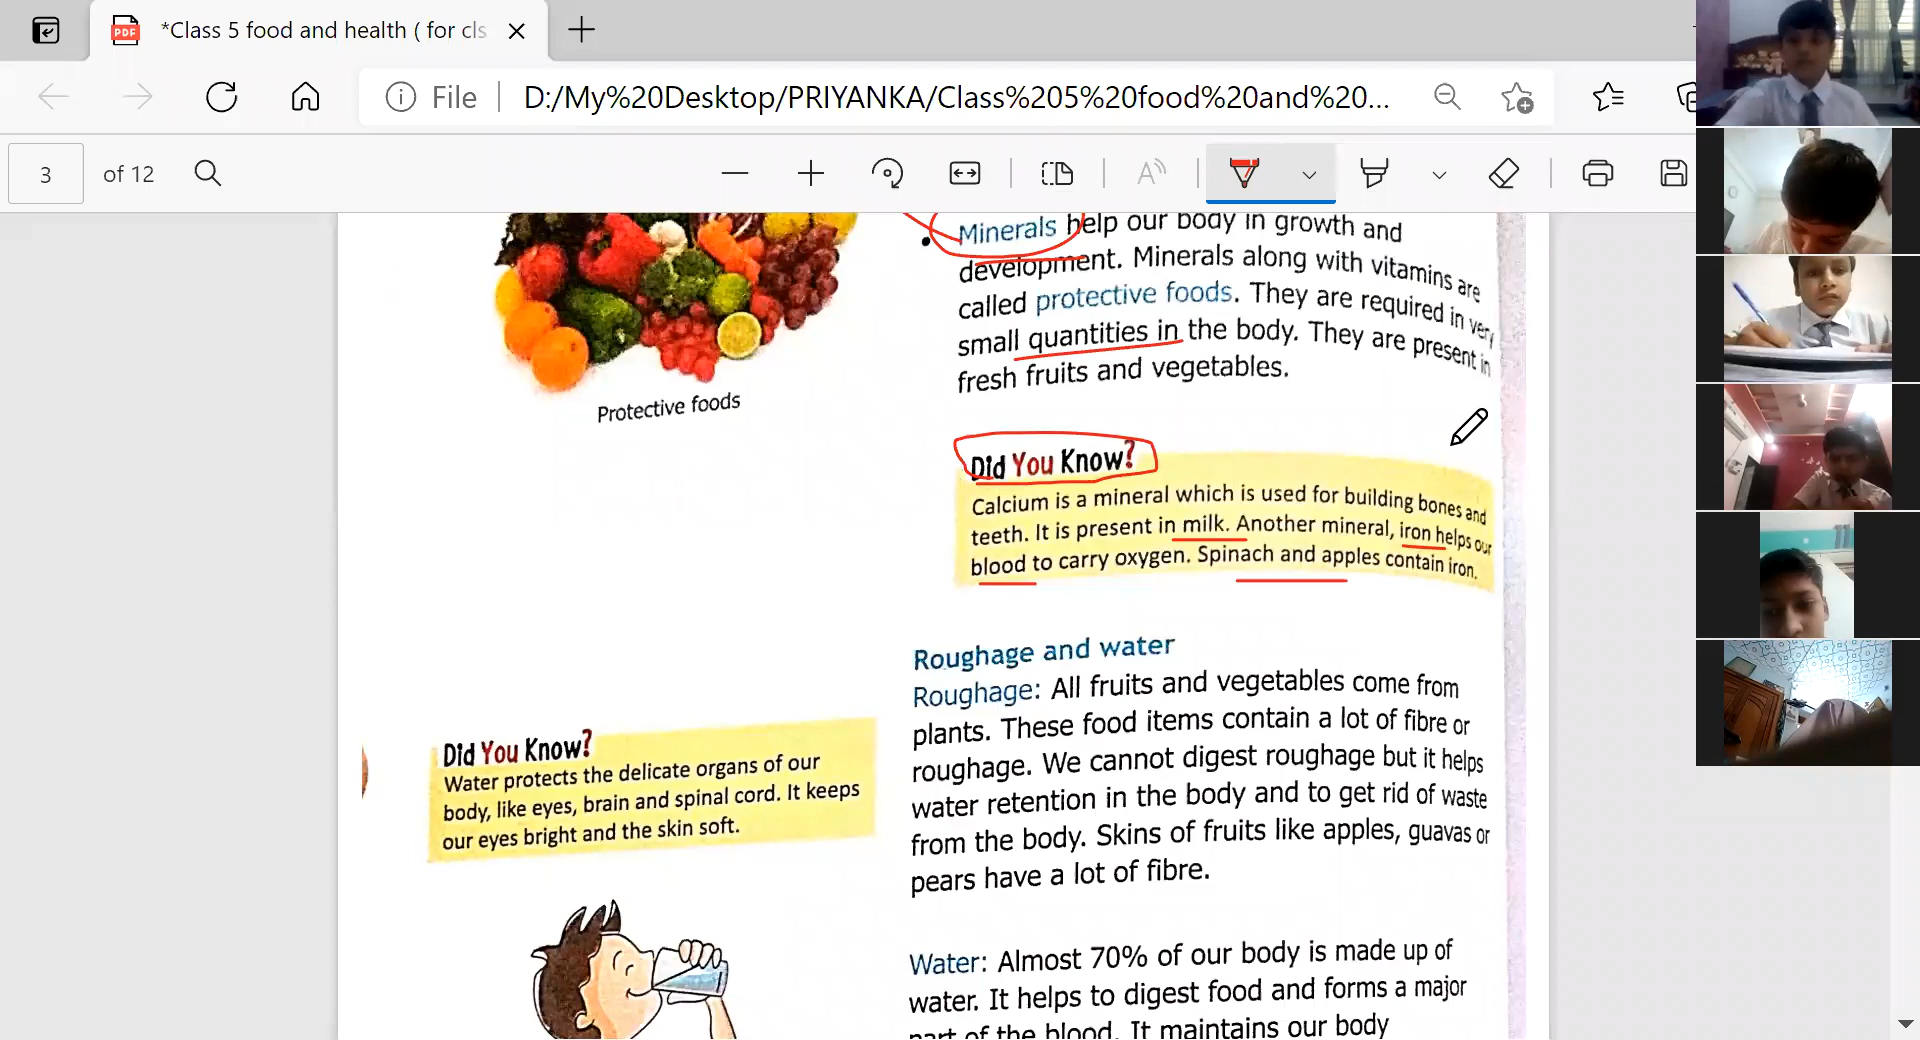 *Class 5 food and health ( for cls
File
D:/My%20Desktop/PRIYANKA/Class%205%20food%20and%20...
3 of 12
Minerals help our body in growth and
development. Minerals along with vitamins are
called protective foods. They are required in very
small quantities in the body. They are present in
fresh fruits and vegetables.
Protective foods
Did You Know?
Calcium is a mineral which is used for building bones and
teeth. It is present in milk. Another mineral, iron helps our
blood to carry oxygen. Spinach and apples contain iron.
Roughage and water
Roughage: All fruits and vegetables come from
plants. These food items contain a lot of fibre or
roughage. We cannot digest roughage but it helps
water retention in the body and to get rid of waste
from the body. Skins of fruits like apples, guavas or
pears have a lot of fibre.
Did You Know?
Water protects the delicate organs of our
body, like eyes, brain and spinal cord. It keeps
our eyes bright and the skin soft.
Water: Almost 70% of our body is made up of
water. It helps to digest food and forms a major
part of the blood. It maintains our body